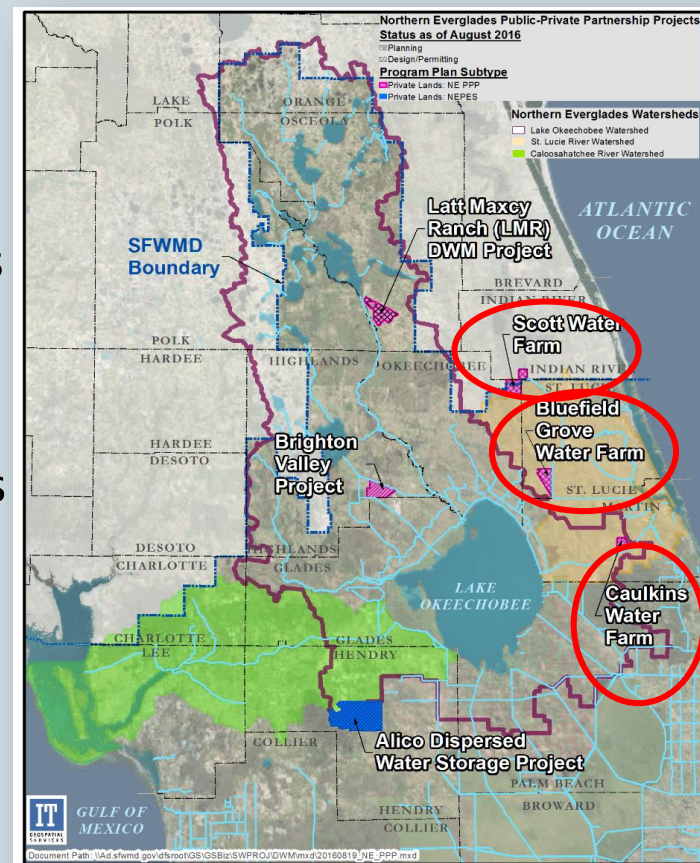 Northern Everglades Public-Private Partnership Projects
Status as of August 2016
Planning
Design/Permitting
Program Plan Subtype
Private Lands: NE PPP
Private Lands: NEPES
Northern Everglades Watersheds
Lake Okeechobee Watershed
St. Lucie River Watershed
Caloosahatchee River Watershed
LAKE
POLK
ORANGE
OSCEOLA
Latt Maxcy
Ranch (LMR)
DWM Project
ATLANTIC
OCEAN
SFWMD
Boundary
BREVARD
INDIAN RIVER
Scott Water
Farm
POLK
HARDEE
HIGHLANDS
OKEECHOBEE
INDIAN RIVE
ST. LUCIE
Bluefield
Grove
Water Farm
S
HARDEE
DESOTO
Brighton
Valley
Project
ST. LUCIE
MARTIN
S
DESOTO
CHARLOTTE
HIGHLANDS
GLADES
LAKE
OKEECHOBEE
Caulkins
Water
Farm
CHARLOTTE
LEE
GLADES
HENDRY
COLLIER
Alico Dispersed
Water Storage Project
PALM BEACH
BROWARD
HENDRY
COLLIER
IT
GEOSPATIAL
SERVICES
GULF OF
MEXICO
Document Path: \\Ad.sfwmd.gov\dfsroot\GS\GSBiz\SWPROJ\DWM\mxd\20160819_NE_PPP.mxd